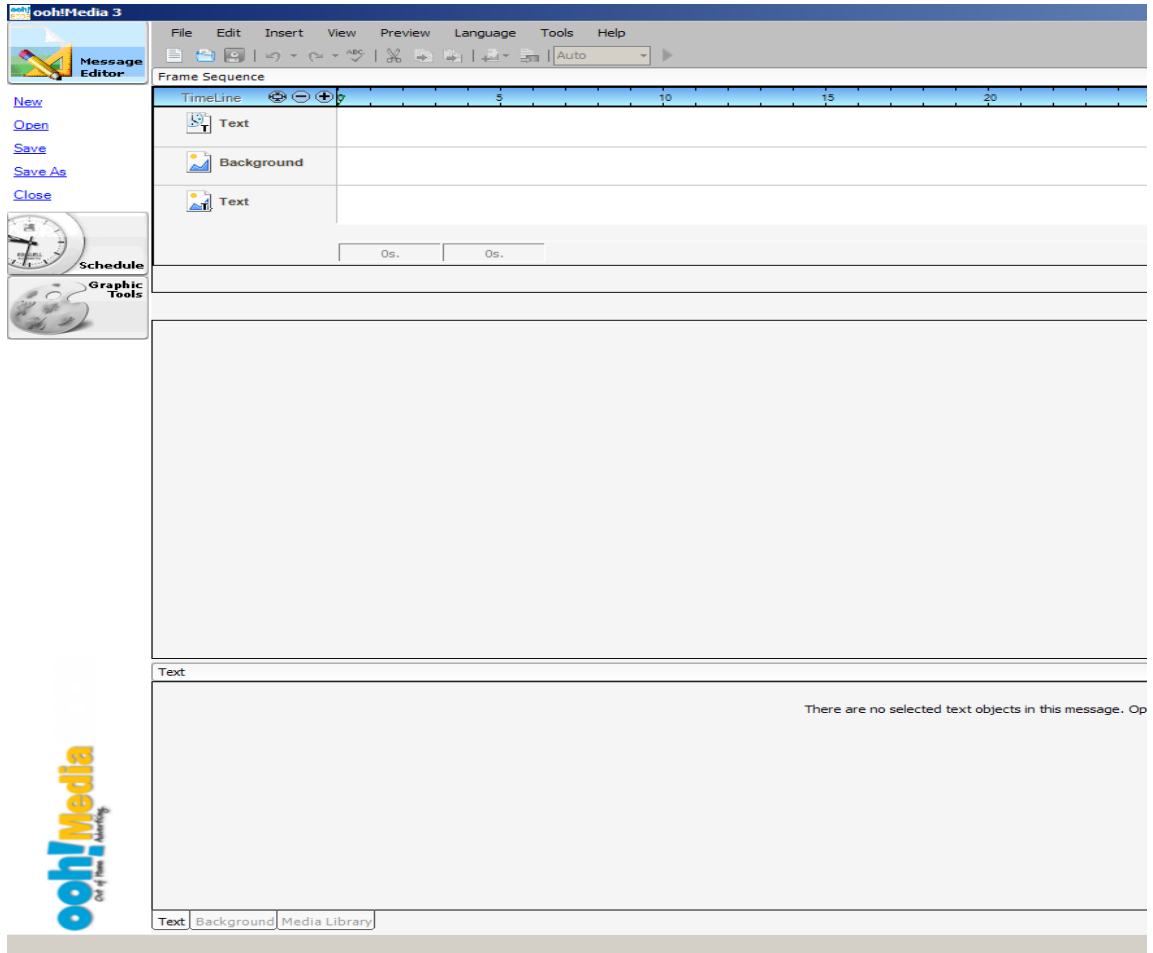 ooh!Media 3
File Edit Insert View Preview Language Tools Help
Message
Editor
ABC Auto
Frame Sequence
New
TimeLine 5 10 15 20
Open
Text
Save
Background
Save As
Close
Text
0s. 0s.
Schedule
Graphic
Tools
Text
There are no selected text objects in this message. Op
ooh!Media
Out of Home Advertising
Text Background Media Library